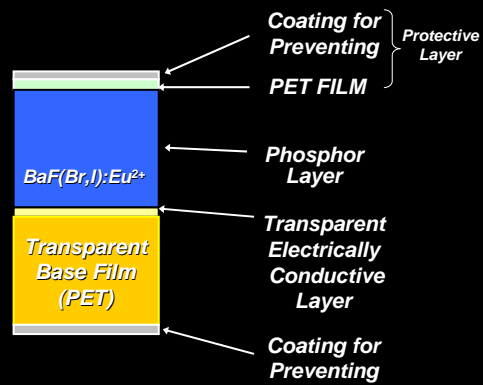 Coating for
Preventing
Protective
Layer
PET FILM
BaF(Br,I):Eu²⁺
Phosphor
Layer
Transparent
Electrically
Conductive
Layer
Transparent
Base Film
(PET)
Coating for
Preventing